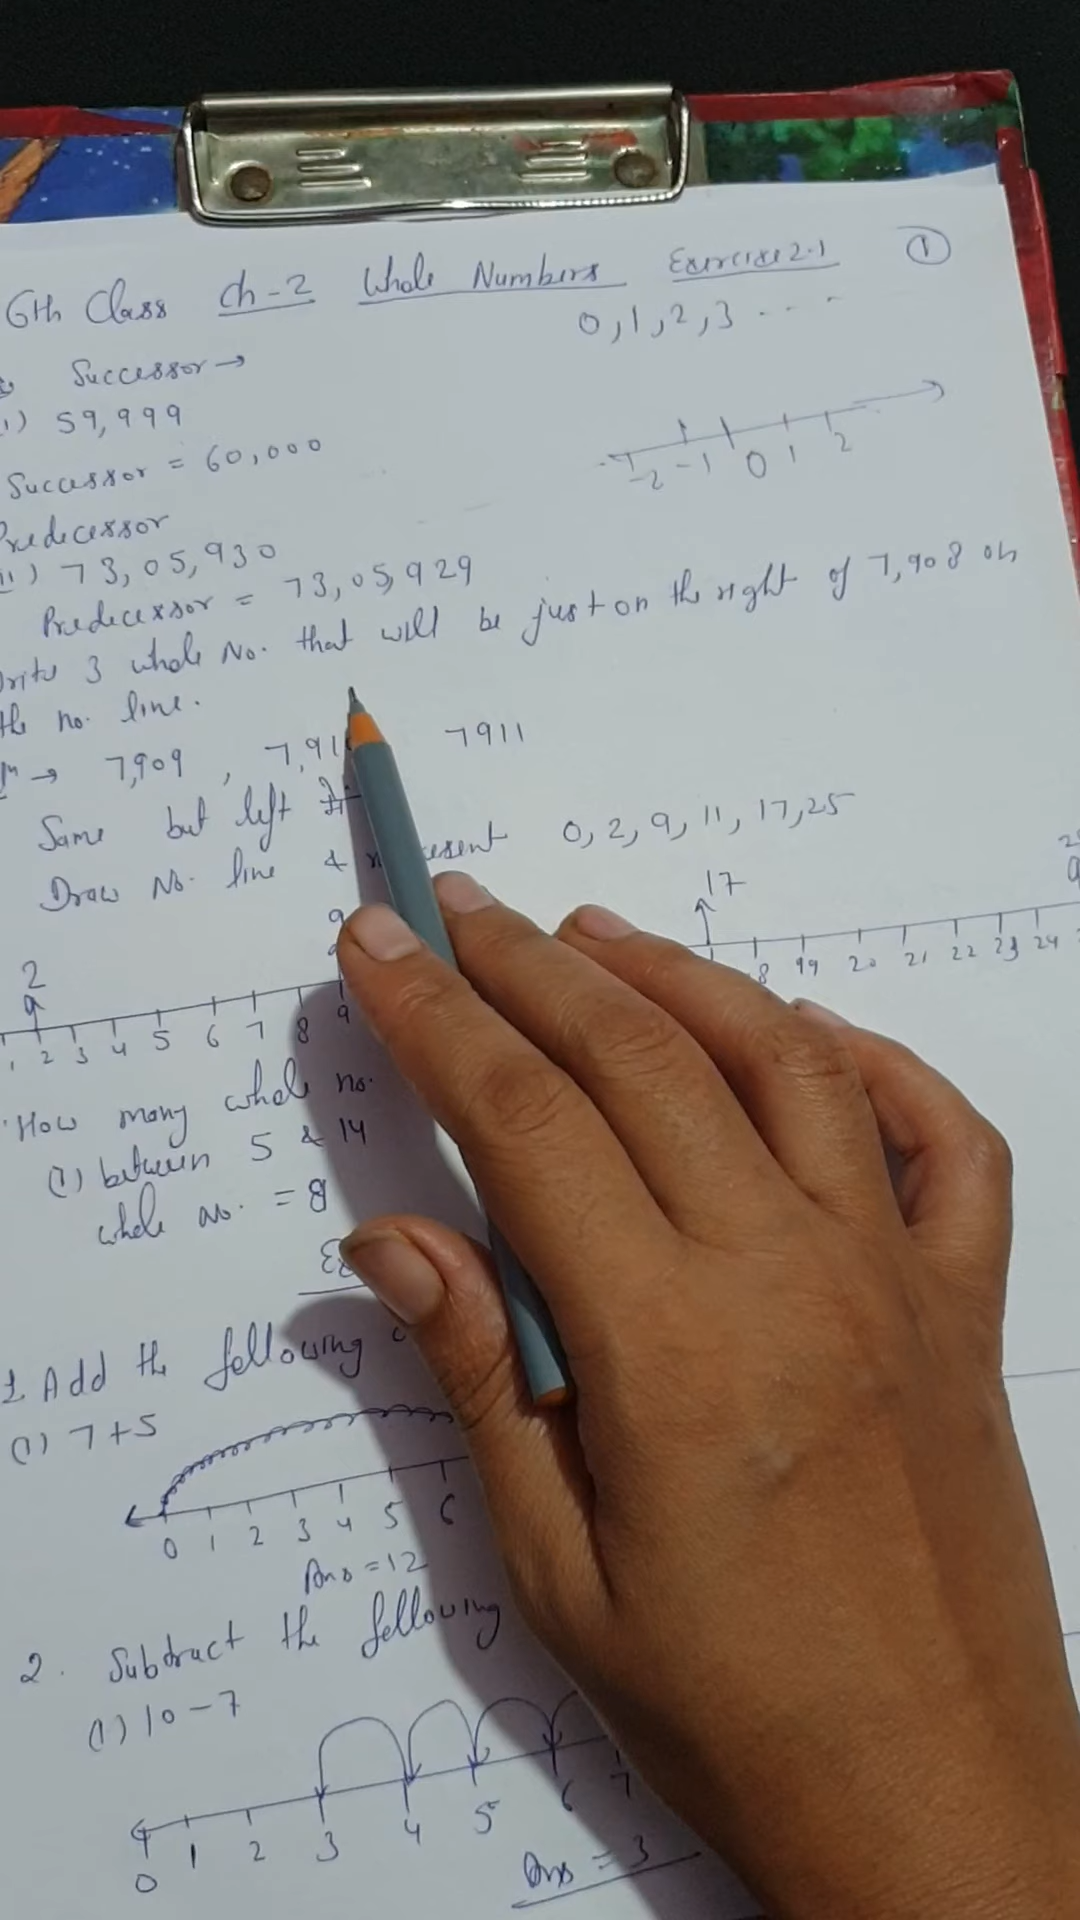 6th Class Ch-2 Whole Numbers Exercise 2.1 1
0,1,2,3 ....
Successor →
59,999
Successor = 60,000
-2 -1 0 1 2
Predecessor
73,05,930
Predecessor = 73,05,929
3 whole No. that will be just on the right of 7,908 on
the no. line.
→ 7,909 , 7,91 7911
Same but left
Draw No. line & 0, 2, 9, 11, 17, 25
2 9 17
1 2 3 4 5 6 7 8 9 20 21 22 23 24
How many whole no.
(1) between 5 & 14
whole no. = 8
1. Add the following
(1) 7+5
0 1 2 3 4 5 6
Ans = 12
2. Subtract the following
(1) 10-7
0 1 2 3 4 5 6 7
Ans = 3